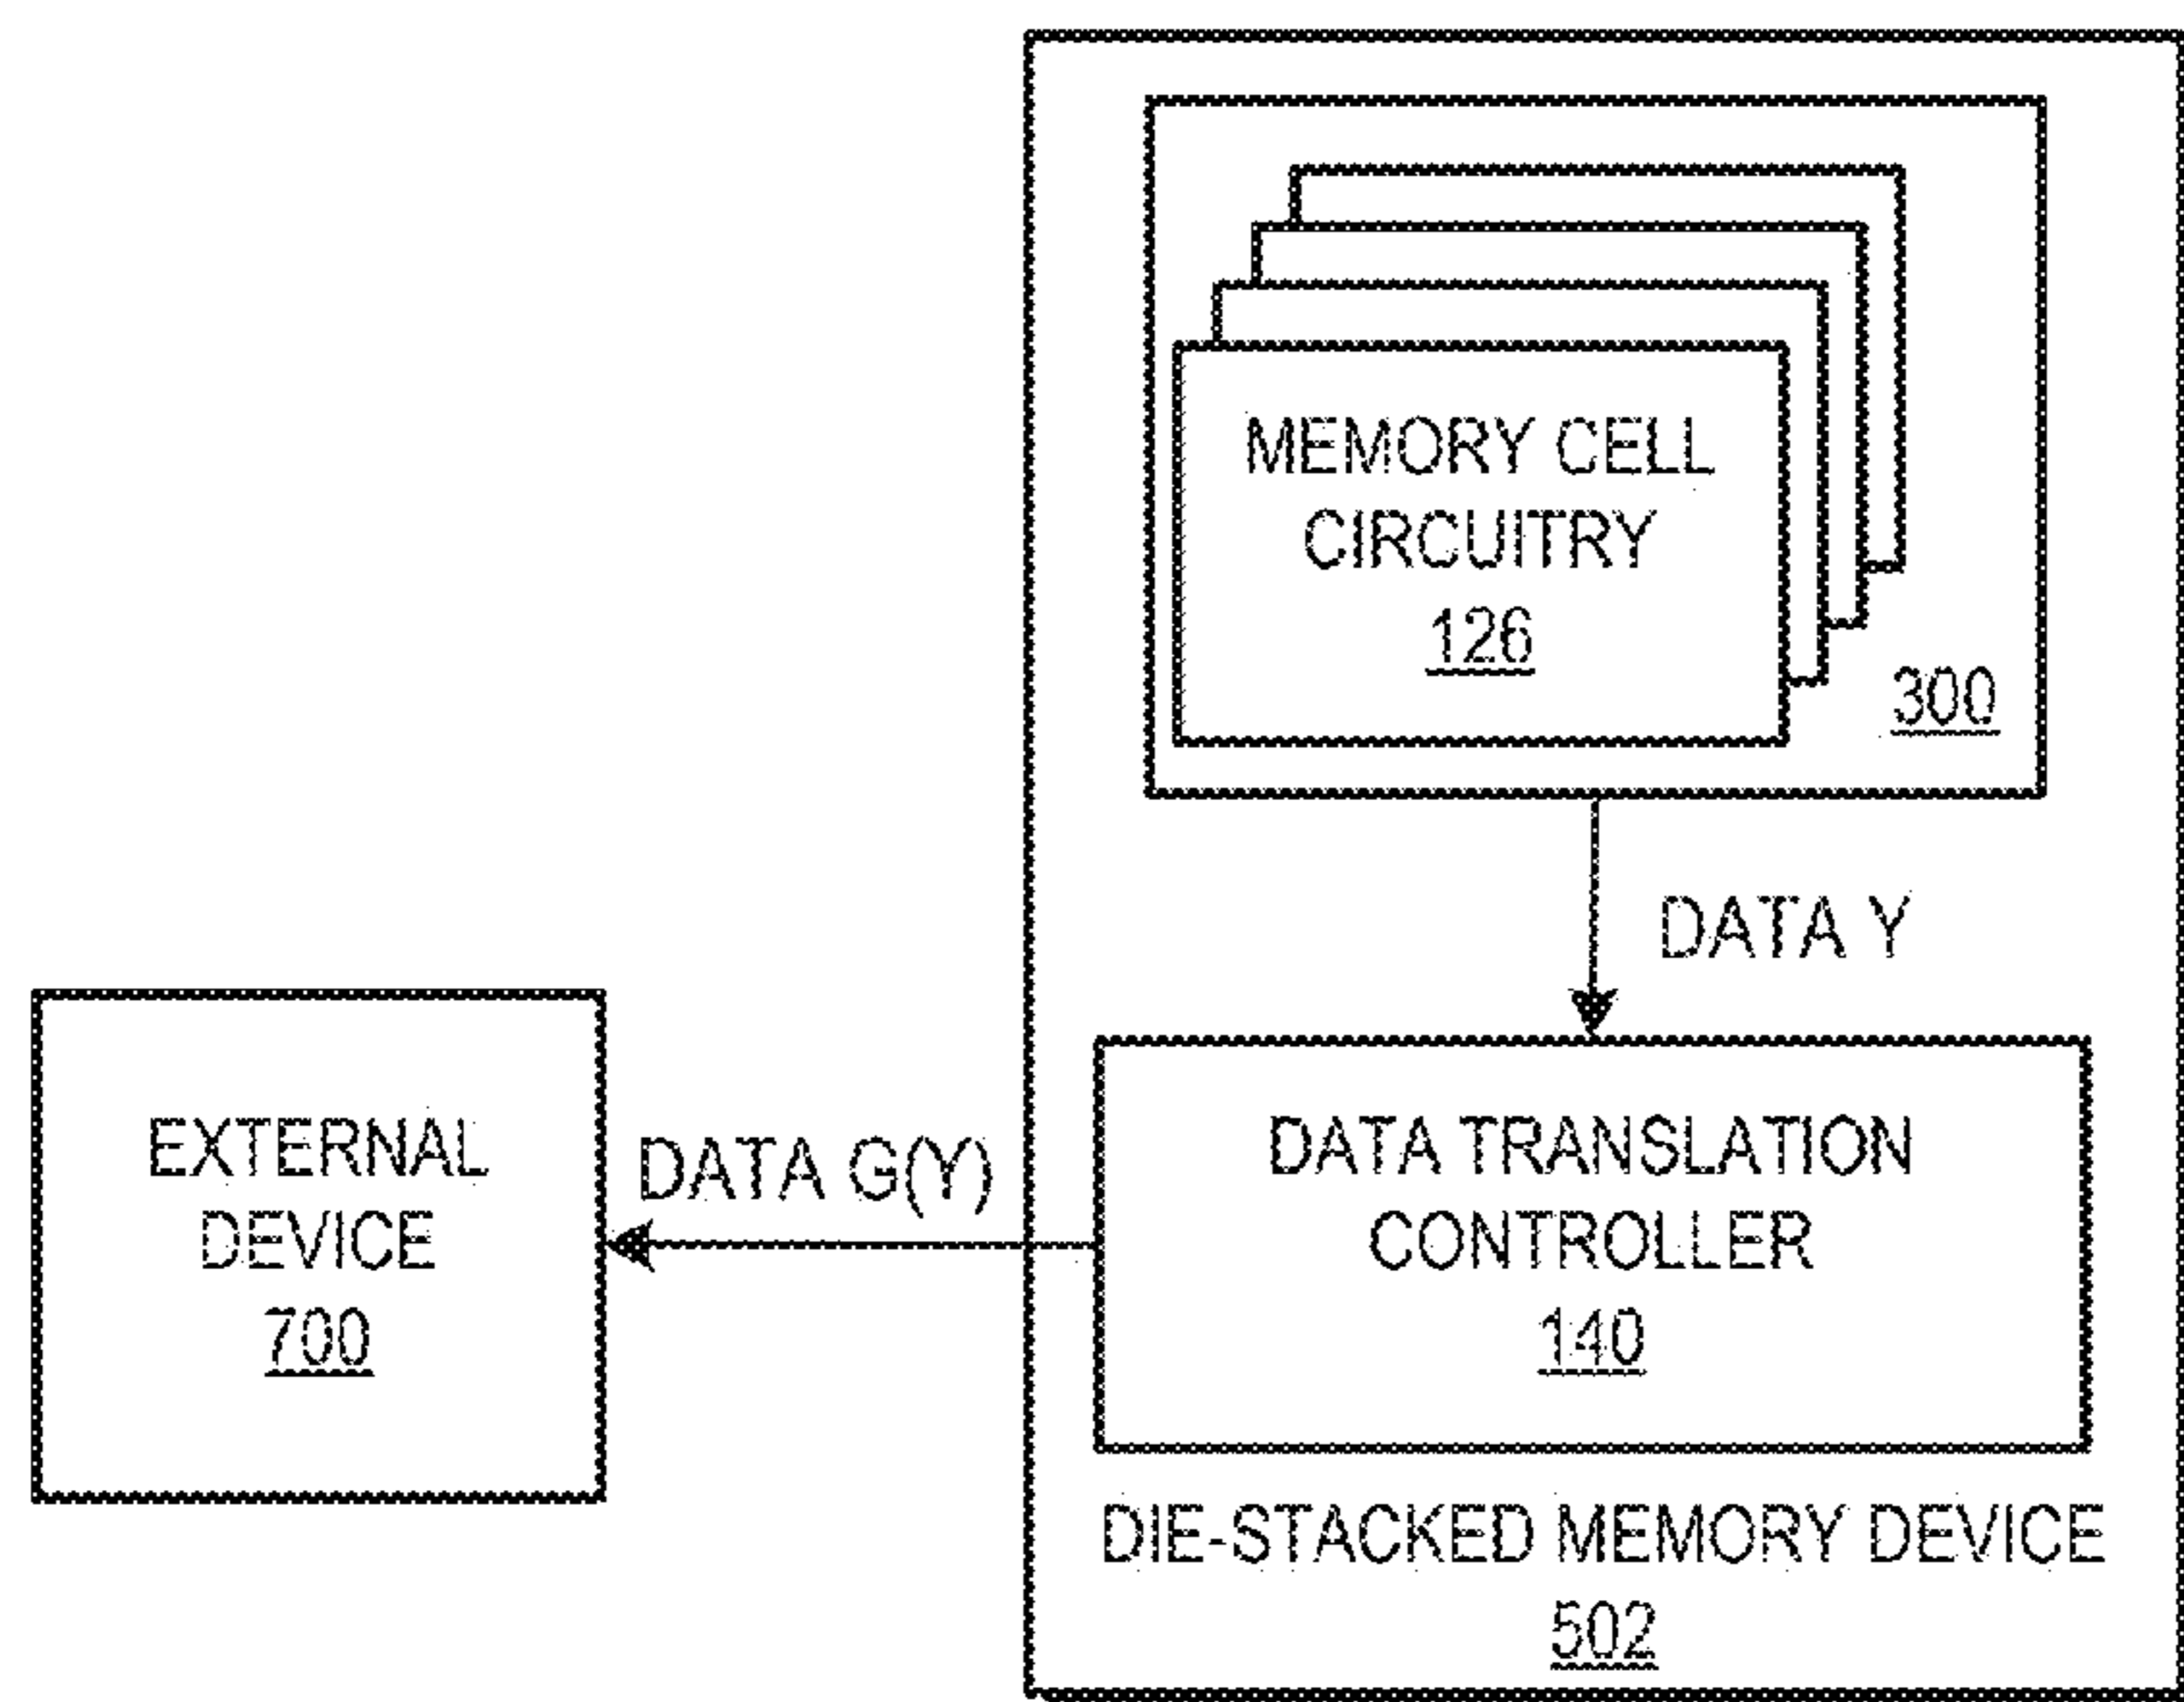 MEMORY CELL
CIRCUITRY
126
300
DATA Y
EXTERNAL
DEVICE
700
DATA G(Y)
DATA TRANSLATION
CONTROLLER
140
DIE-STACKED MEMORY DEVICE
502